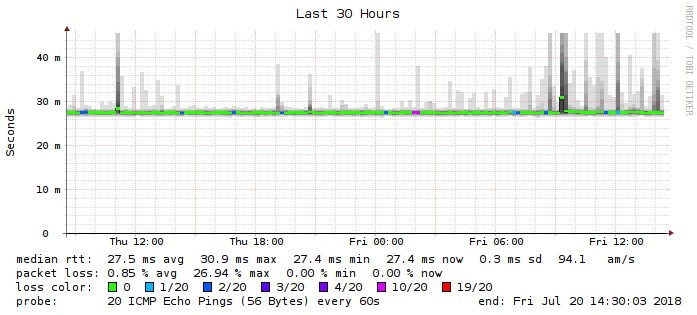 Last 30 Hours
RRDTOOL / TOBI OETIKER
Seconds
40 m
30 m
20 m
10 m
0
Thu 12:00 Thu 18:00 Fri 00:00 Fri 06:00 Fri 12:00
median rtt: 27.5 ms avg 30.9 ms max 27.4 ms min 27.4 ms now 0.3 ms sd 94.1 am/s
packet loss: 0.85 % avg 26.94 % max 0.00 % min 0.00 % now
loss color: 0 1/20 2/20 3/20 4/20 10/20 19/20
probe: 20 ICMP Echo Pings (56 Bytes) every 60s end: Fri Jul 20 14:30:03 2018